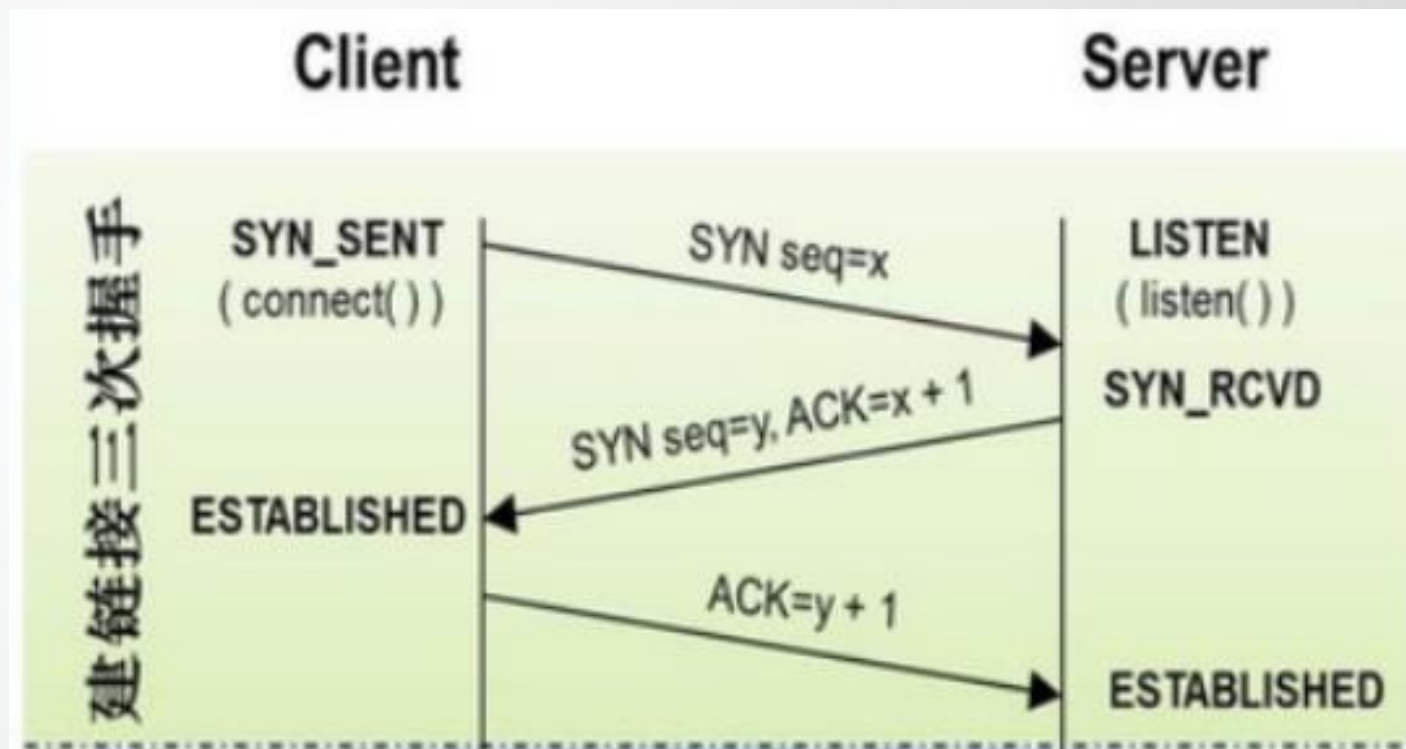 Client
Server
建链接三次握手
SYN_SENT
( connect( ) )
SYN seq=x
LISTEN
( listen( ) )
SYN_RCVD
SYN seq=y, ACK=x + 1
ESTABLISHED
ACK=y + 1
ESTABLISHED